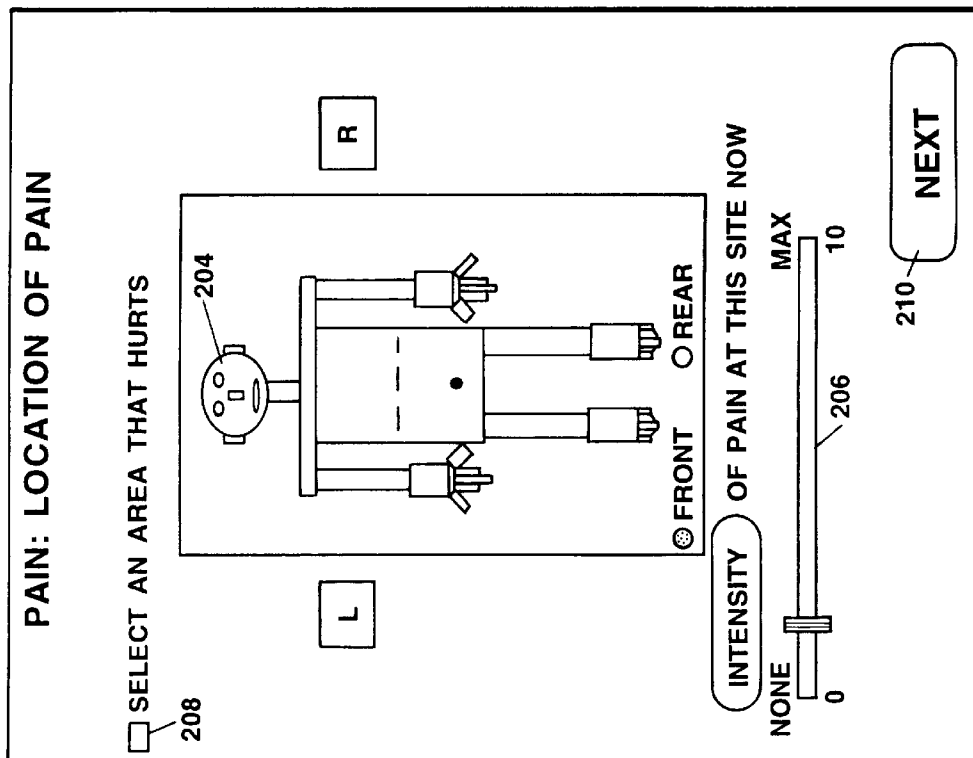 PAIN: LOCATION OF PAIN
SELECT AN AREA THAT HURTS
208
204
L
R
FRONT
REAR
INTENSITY OF PAIN AT THIS SITE NOW
NONE
MAX
0
10
206
210
NEXT